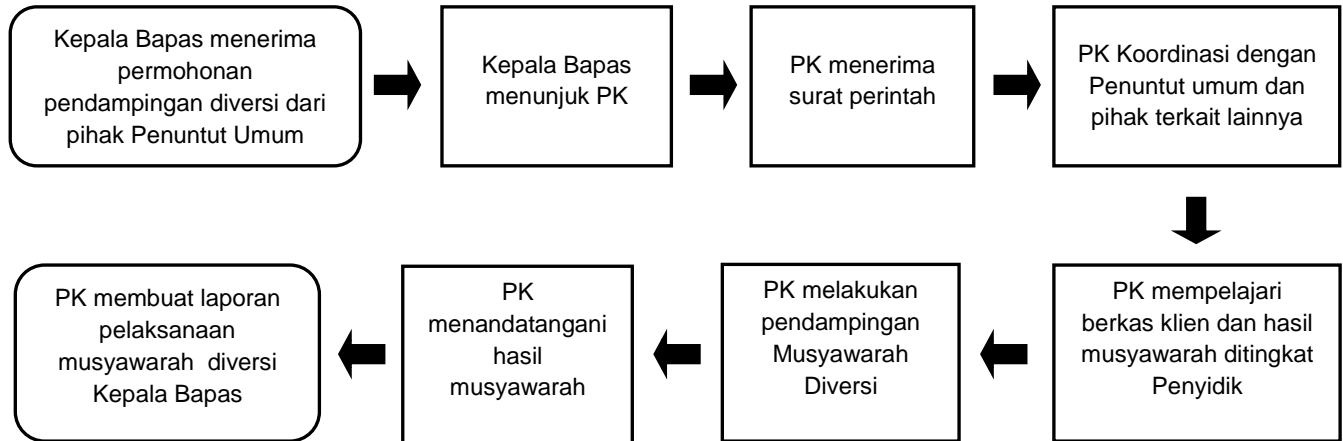 Kepala Bapas menerima
permohonan
pendampingan diversi dari
pihak Penuntut Umum
Kepala Bapas
menunjuk PK
PK menerima
surat perintah
PK Koordinasi dengan
Penuntut umum dan
pihak terkait lainnya
PK mempelajari
berkas klien dan hasil
musyawarah ditingkat
Penyidik
PK melakukan
pendampingan
Musyawarah
Diversi
PK
menandatangani
hasil
musyawarah
PK membuat laporan
pelaksanaan
musyawarah diversi
Kepala Bapas